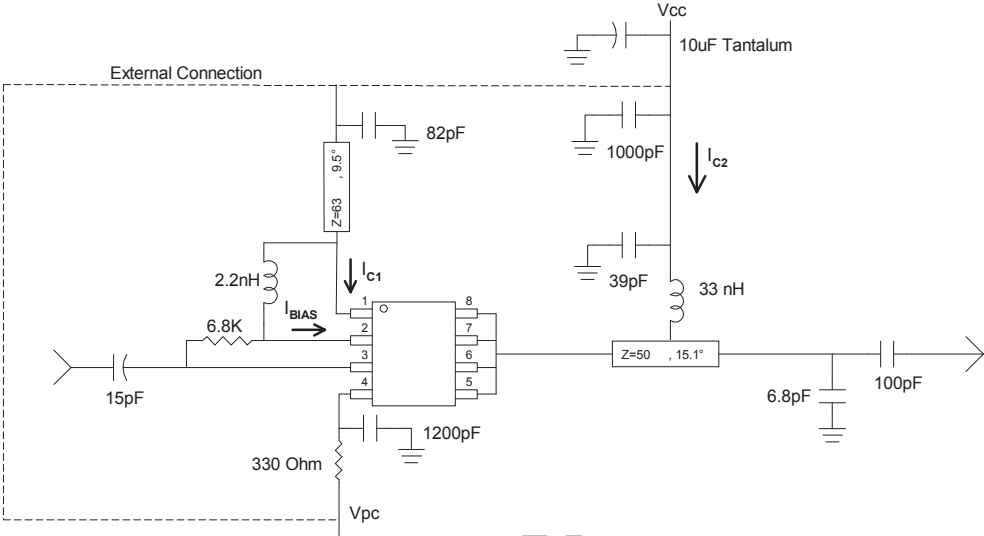 Vcc
10uF Tantalum
External Connection
82pF
1000pF
I_C2
Z=63 , 9.5°
39pF
33 nH
2.2nH
I_C1
I_BIAS
6.8K
1
2
3
4
8
7
6
5
15pF
Z=50 , 15.1°
6.8pF
100pF
1200pF
330 Ohm
Vpc